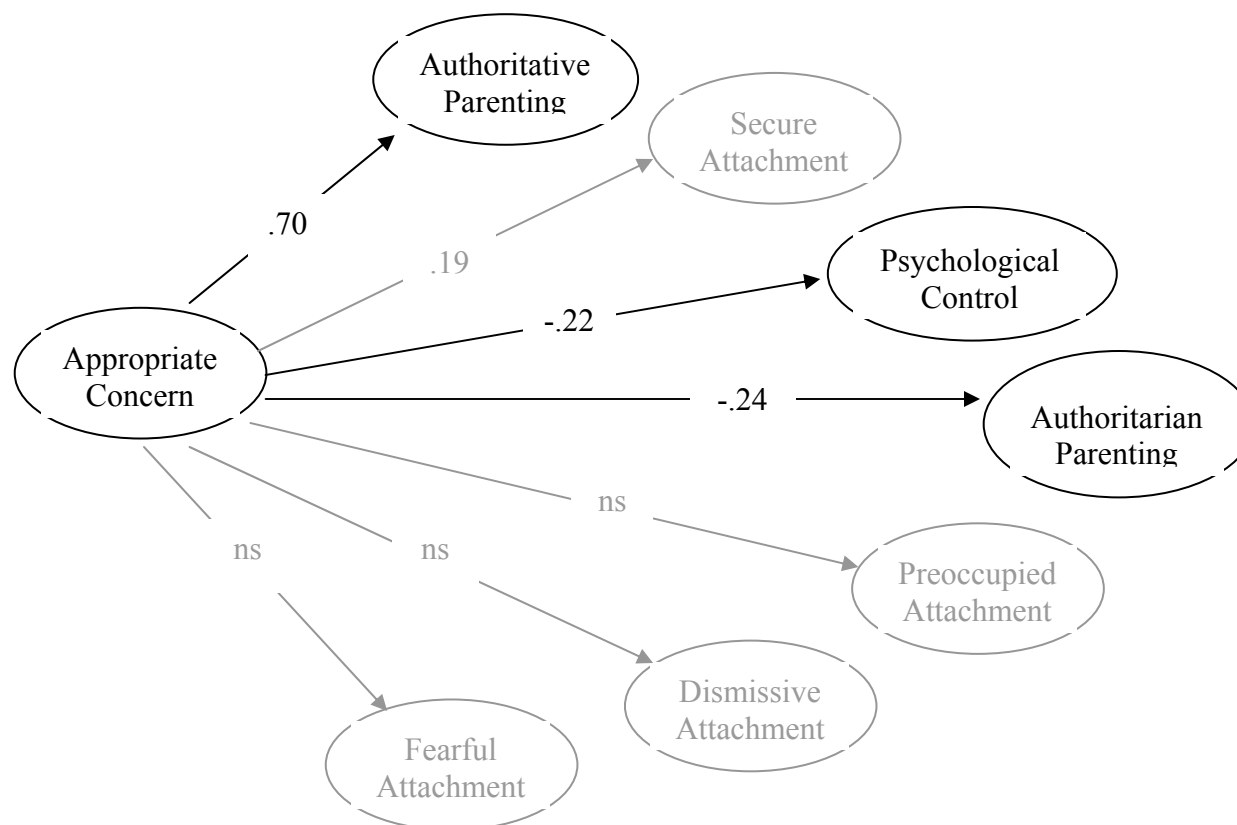 Authoritative
Parenting
Secure
Attachment
.70
.19
Psychological
Control
-.22
Appropriate
Concern
-.24
Authoritarian
Parenting
ns
ns
ns
Preoccupied
Attachment
Dismissive
Attachment
Fearful
Attachment